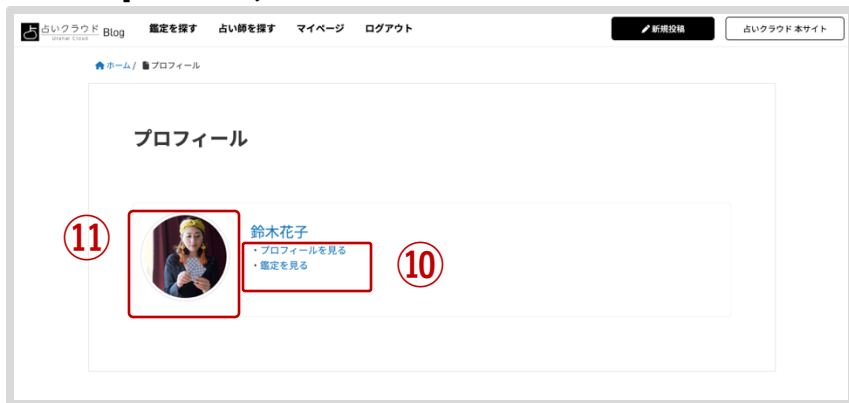 占 占いクラウド Blog 鑑定を探す 占い師を探す マイページ ログアウト 新規投稿 占いクラウド 本サイト
Uranai Cloud
ホーム / プロフィール
プロフィール
⑪
鈴木花子
・プロフィールを見る
・鑑定を見る
⑩